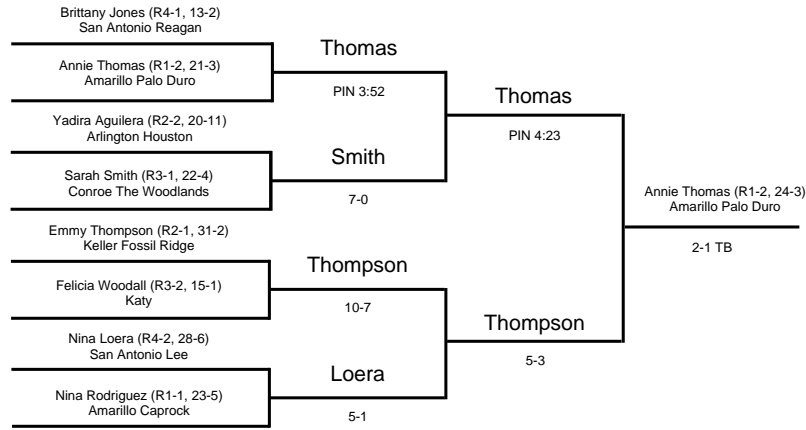 Brittany Jones (R4-1, 13-2)
San Antonio Reagan
Annie Thomas (R1-2, 21-3)
Amarillo Palo Duro
Yadira Aguilera (R2-2, 20-11)
Arlington Houston
Sarah Smith (R3-1, 22-4)
Conroe The Woodlands
Emmy Thompson (R2-1, 31-2)
Keller Fossil Ridge
Felicia Woodall (R3-2, 15-1)
Katy
Nina Loera (R4-2, 28-6)
San Antonio Lee
Nina Rodriguez (R1-1, 23-5)
Amarillo Caprock
Thomas
PIN 3:52
Smith
7-0
Thompson
10-7
Loera
5-1
Thomas
PIN 4:23
Thompson
5-3
Annie Thomas (R1-2, 24-3)
Amarillo Palo Duro
2-1 TB